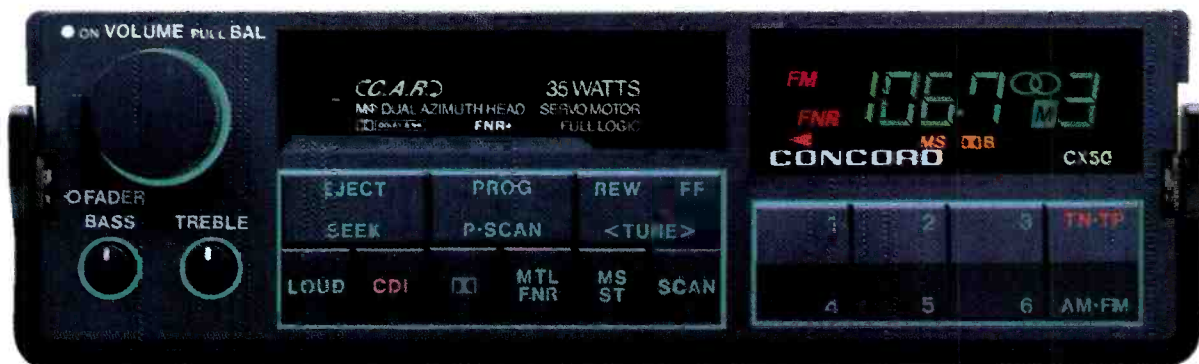 ON VOLUME PULL BAL
C.C.A.R.D 35 WATTS
DUAL AZIMUTH HEAD SERVO MOTOR
FNR+ FULL LOGIC
FM 106.7 3
FNR M
MS B
CONCORD CX50
FADER
BASS TREBLE
EJECT PROG REW FF
SEEK P·SCAN <TUNE>
LOUD CDI MTL FNR MS ST SCAN
1 2 3 TN·TP
4 5 6 AM·FM